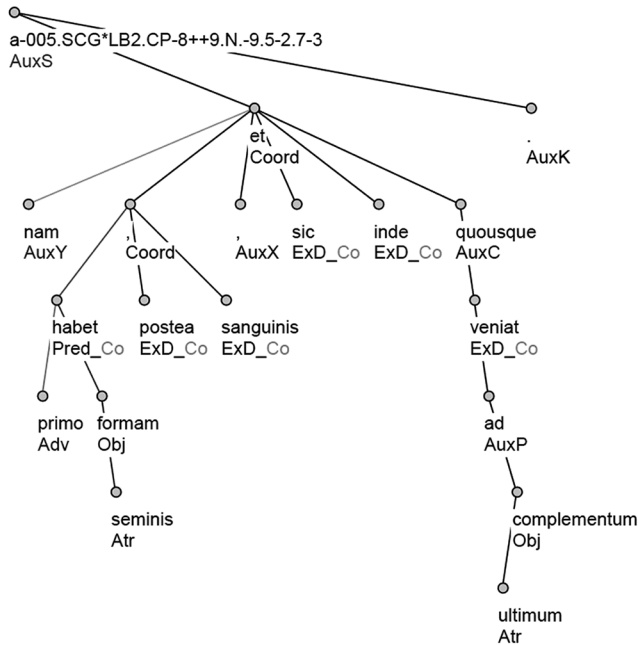 a-005.SCG*LB2.CP-8++9.N.-9.5-2.7-3
AuxS
et
Coord
.
AuxK
nam
AuxY
,
Coord
,
AuxX
sic
ExD_Co
inde
ExD_Co
quousque
AuxC
habet
Pred_Co
postea
ExD_Co
sanguinis
ExD_Co
veniat
ExD_Co
primo
Adv
formam
Obj
ad
AuxP
seminis
Atr
complementum
Obj
ultimum
Atr